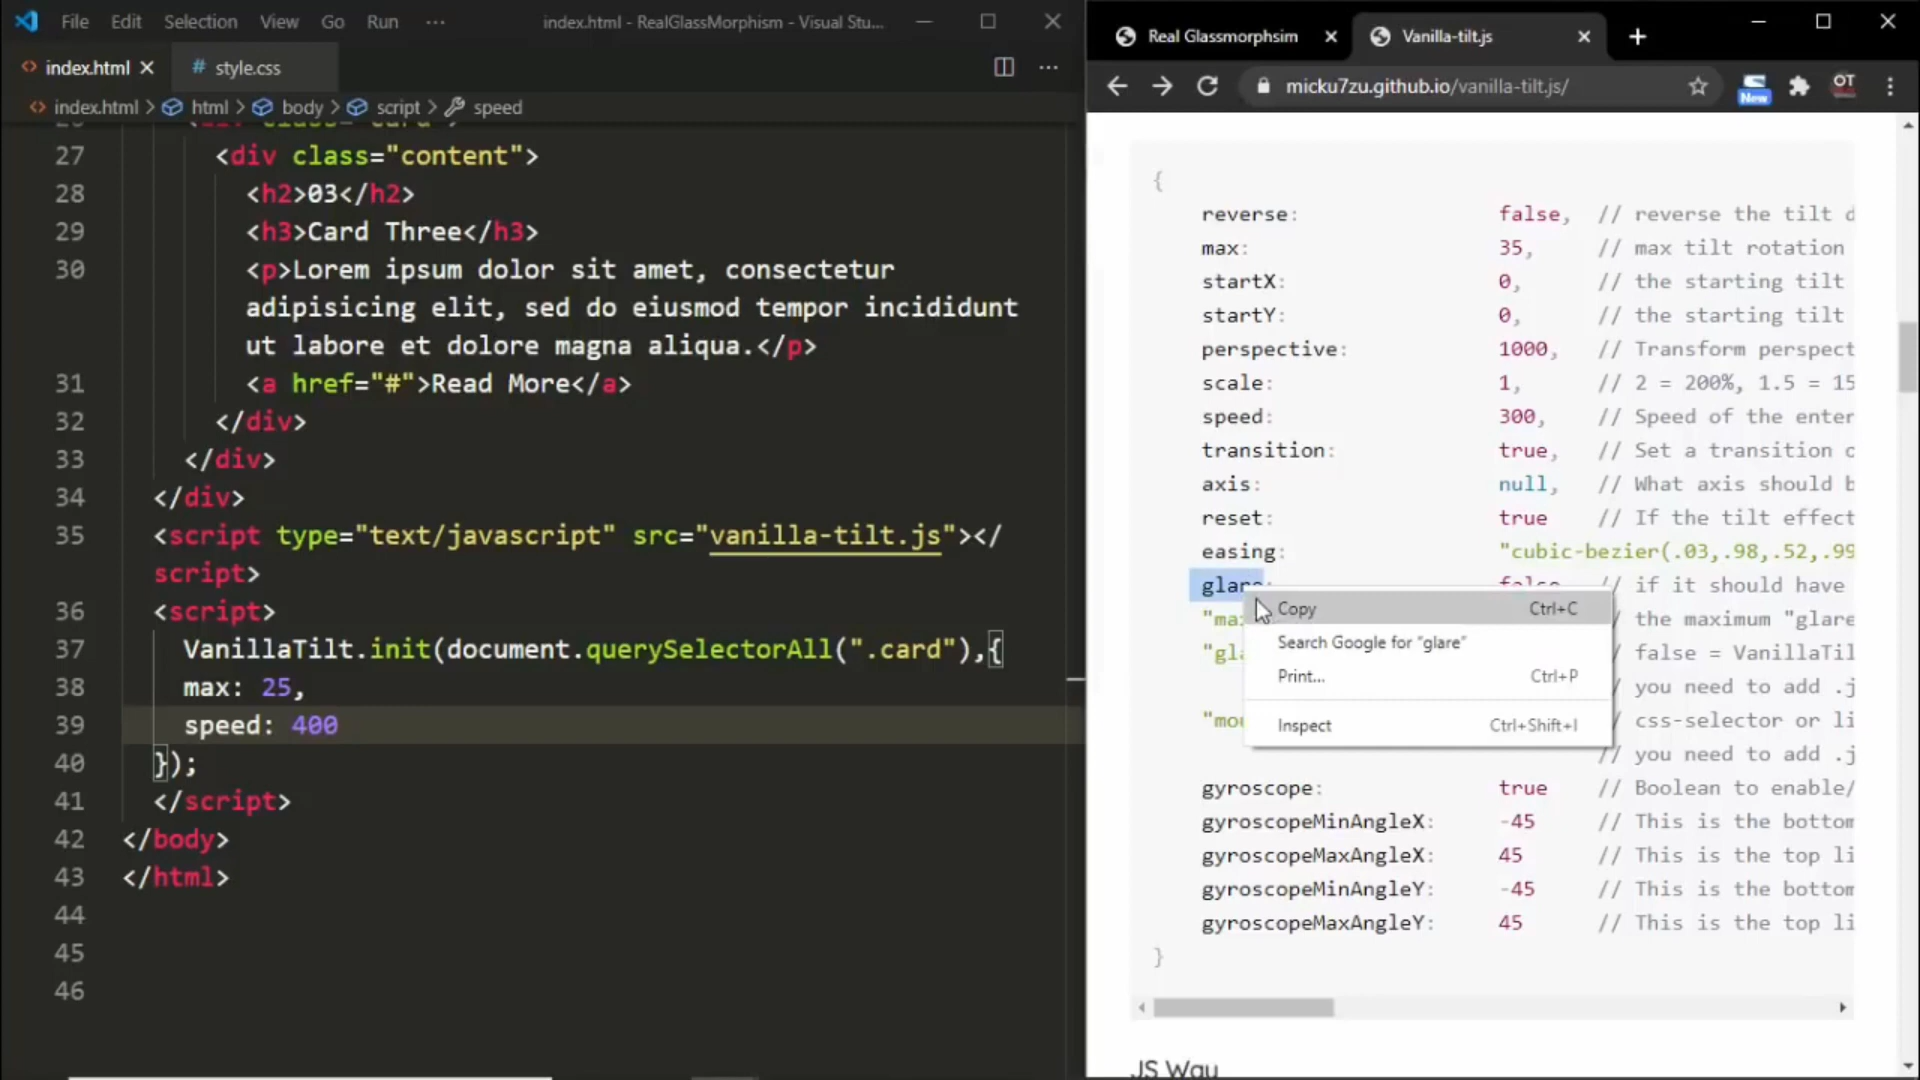 File Edit Selection View Go Run ··· index.html - RealGlassMorphism - Visual Stu...
index.html style.css
index.html > html > body > script > speed
27 <div class="content">
28 <h2>03</h2>
29 <h3>Card Three</h3>
30 <p>Lorem ipsum dolor sit amet, consectetur
adipisicing elit, sed do eiusmod tempor incididunt
ut labore et dolore magna aliqua.</p>
31 <a href="#">Read More</a>
32 </div>
33 </div>
34 </div>
35 <script type="text/javascript" src="vanilla-tilt.js"></
script>
36 <script>
37 VanillaTilt.init(document.querySelectorAll(".card"),{
38 max: 25,
39 speed: 400
40 });
41 </script>
42 </body>
43 </html>
44
45
46
Real Glassmorphsim Vanilla-tilt.js
micku7zu.github.io/vanilla-tilt.js/ New OT
{
reverse: false, // reverse the tilt d
max: 35, // max tilt rotation
startX: 0, // the starting tilt
startY: 0, // the starting tilt
perspective: 1000, // Transform perspect
scale: 1, // 2 = 200%, 1.5 = 15
speed: 300, // Speed of the enter
transition: true, // Set a transition o
axis: null, // What axis should b
reset: true // If the tilt effect
easing: "cubic-bezier(.03,.98,.52,.99
glare: false // if it should have
"ma // the maximum "glare
"gla // false = VanillaTil
// you need to add .j
"mou // css-selector or li
// you need to add .j
Copy Ctrl+C
Search Google for "glare"
Print... Ctrl+P
Inspect Ctrl+Shift+I
gyroscope: true // Boolean to enable/
gyroscopeMinAngleX: -45 // This is the bottom
gyroscopeMaxAngleX: 45 // This is the top li
gyroscopeMinAngleY: -45 // This is the bottom
gyroscopeMaxAngleY: 45 // This is the top li
}
JS Way